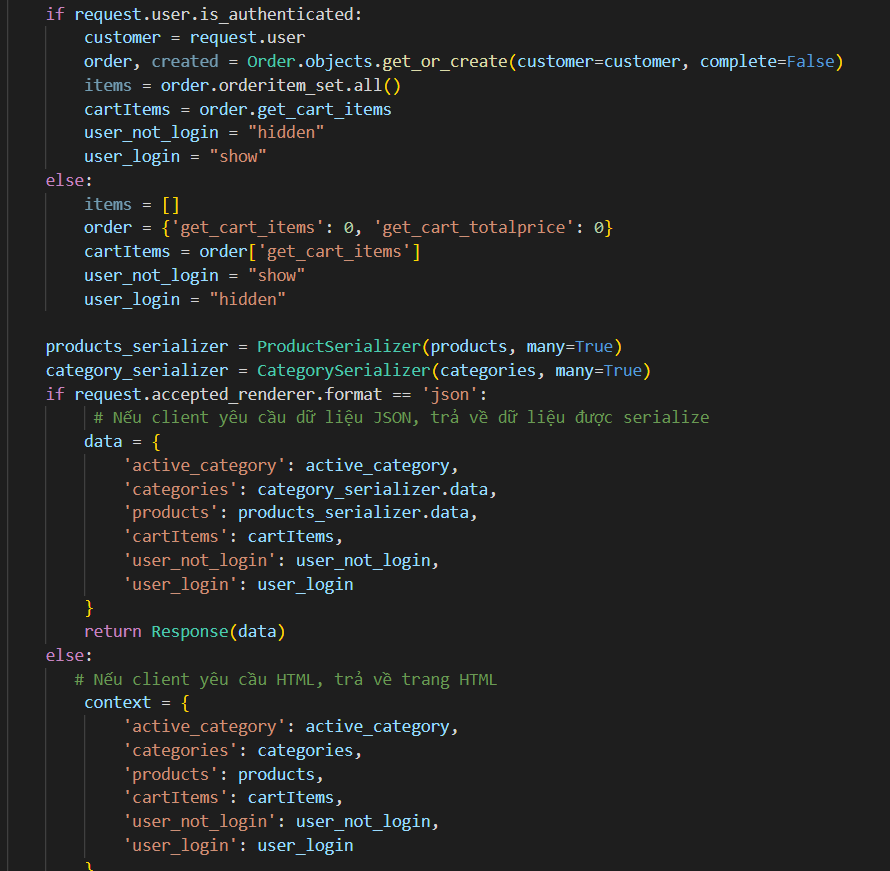 if request.user.is_authenticated:
    customer = request.user
    order, created = Order.objects.get_or_create(customer=customer, complete=False)
    items = order.orderitem_set.all()
    cartItems = order.get_cart_items
    user_not_login = "hidden"
    user_login = "show"
else:
    items = []
    order = {'get_cart_items': 0, 'get_cart_totalprice': 0}
    cartItems = order['get_cart_items']
    user_not_login = "show"
    user_login = "hidden"

products_serializer = ProductSerializer(products, many=True)
category_serializer = CategorySerializer(categories, many=True)
if request.accepted_renderer.format == 'json':
     # Nếu client yêu cầu dữ liệu JSON, trả về dữ liệu được serialize
    data = {
        'active_category': active_category,
        'categories': category_serializer.data,
        'products': products_serializer.data,
        'cartItems': cartItems,
        'user_not_login': user_not_login,
        'user_login': user_login
    }
    return Response(data)
else:
   # Nếu client yêu cầu HTML, trả về trang HTML
    context = {
        'active_category': active_category,
        'categories': categories,
        'products': products,
        'cartItems': cartItems,
        'user_not_login': user_not_login,
        'user_login': user_login
    }